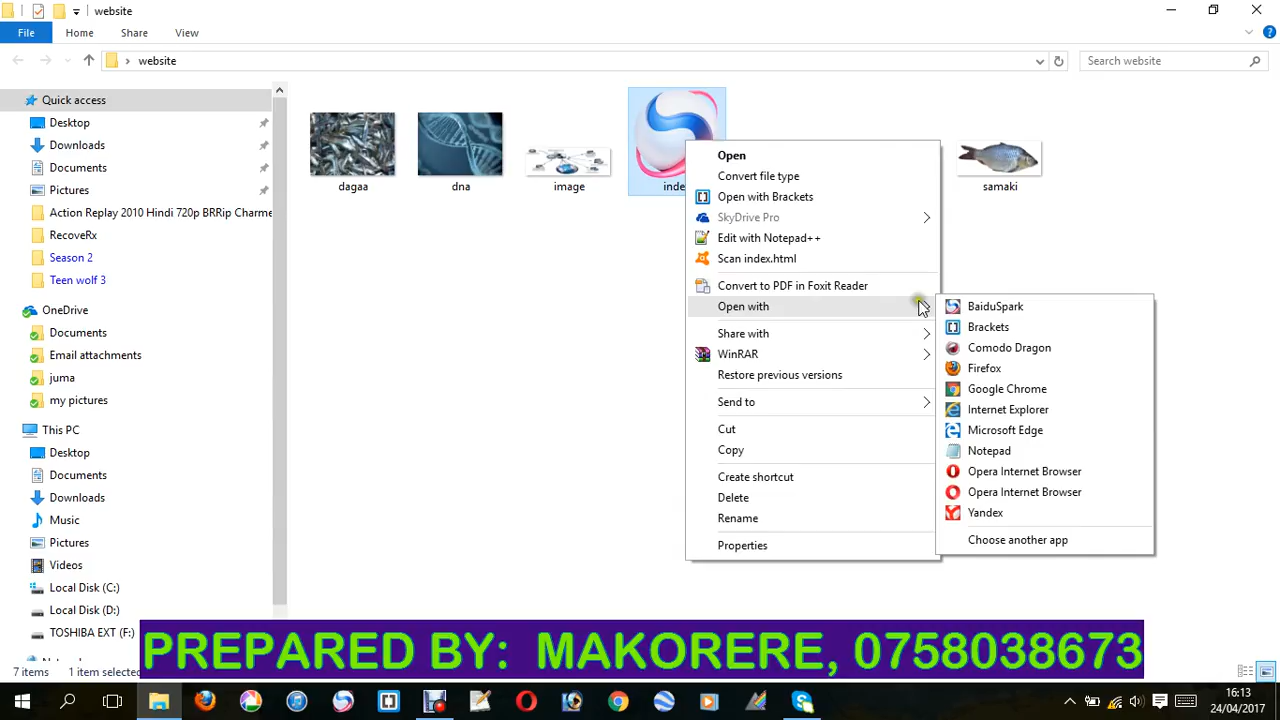 website
File
Home
Share
View
website
Search website
Quick access
Desktop
Downloads
Documents
Pictures
Action Replay 2010 Hindi 720p BRRip Charme
RecoveRx
Season 2
Teen wolf 3
OneDrive
Documents
Email attachments
juma
my pictures
This PC
Desktop
Documents
Downloads
Music
Pictures
Videos
Local Disk (C:)
Local Disk (D:)
TOSHIBA EXT (F:)
dagaa
dna
image
inde
samaki
Open
Convert file type
Open with Brackets
SkyDrive Pro
Edit with Notepad++
Scan index.html
Convert to PDF in Foxit Reader
Open with
Share with
WinRAR
Restore previous versions
Send to
Cut
Copy
Create shortcut
Delete
Rename
Properties
BaiduSpark
Brackets
Comodo Dragon
Firefox
Google Chrome
Internet Explorer
Microsoft Edge
Notepad
Opera Internet Browser
Opera Internet Browser
Yandex
Choose another app
PREPARED BY: MAKORERE, 0758038673
7 items
1 item selected
16:13
24/04/2017